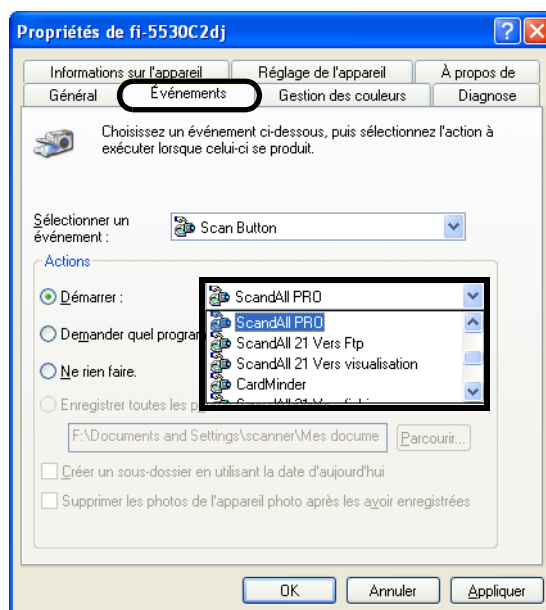 Propriétés de fi-5530C2dj
Informations sur l'appareil
Réglage de l'appareil
À propos de
Général
Événements
Gestion des couleurs
Diagnose
Choisissez un événement ci-dessous, puis sélectionnez l'action à
exécuter lorsque celui-ci se produit.
Sélectionner un
événement :
Scan Button
Actions
Démarrer :
ScandAll PRO
ScandAll PRO
Demander quel program
ScandAll 21 Vers Ftp
ScandAll 21 Vers visualisation
Ne rien faire.
CardMinder
ScandAll 21 Vers
Enregistrer toutes les
F:\Documents and Settings\scanner\Mes docume
Parcourir...
Créer un sous-dossier en utilisant la date d'aujourd'hui
Supprimer les photos de l'appareil photo après les avoir enregistrées
OK
Annuler
Appliquer